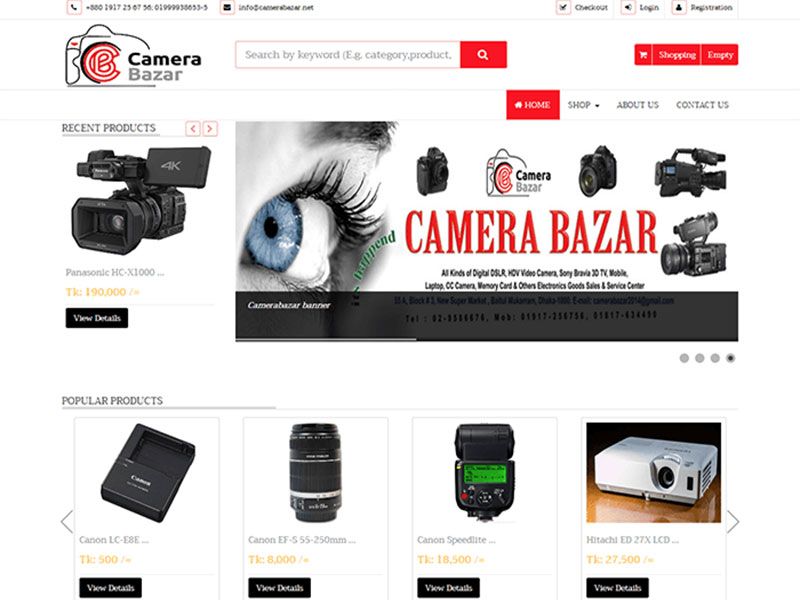 +880 1917 25 67 56; 01999938653-5
info@camerabazar.net
Checkout
Login
Registration
Camera
Bazar
Search by keyword (E.g. category,product,
Shopping
Empty
HOME
SHOP
ABOUT US
CONTACT US
RECENT PRODUCTS
4K
Panasonic HC-X1000 ...
Tk: 190,000 /=
View Details
Camera
Bazar
CAMERA BAZAR
happend
All Kinds of Digital DSLR, HDV Video Camera, Sony Bravia 3D TV, Mobile,
Laptop, CC Camera, Memory Card & Others Electronics Goods Sales & Service Center
55 A, Block # 3, New Super Market, Baitul Mukarram, Dhaka-1000. E-mail: camerabazar2014@gmail.com
Tel : 02-9586676, Mob: 01917-256756, 01817-634490
Camerabazar banner
POPULAR PRODUCTS
Canon
Canon LC-E8E ...
Tk: 500 /=
View Details
Canon EF-S 55-250mm ...
Tk: 8,000 /=
View Details
Canon Speedlite ...
Tk: 18,500 /=
View Details
Hitachi ED 27X LCD ...
Tk: 27,500 /=
View Details